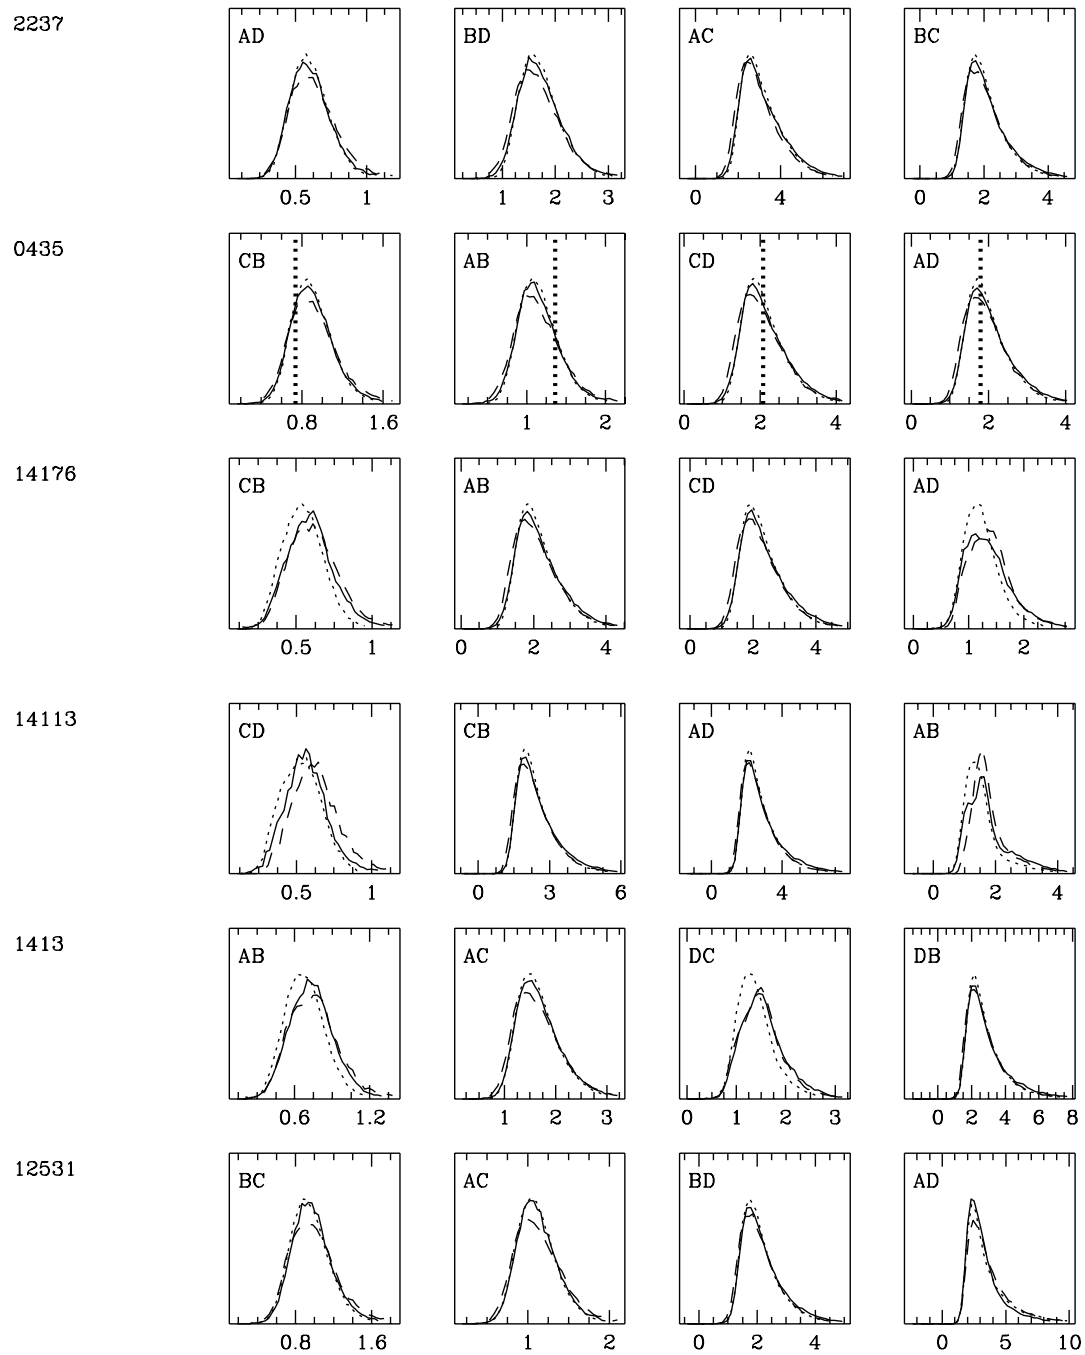 2237
AD BD AC BC
0.5 1 1 2 3 0 4 0 2 4
0435
CB AB CD AD
0.8 1.6 1 2 0 2 4 0 2 4
14176
CB AB CD AD
0.5 1 0 2 4 0 2 4 0 1 2
14113
CD CB AD AB
0.5 1 0 3 6 0 4 0 2 4
1413
AB AC DC DB
0.6 1.2 1 2 3 0 1 2 3 0 2 4 6 8
12531
BC AC BD AD
0.8 1.6 1 2 0 2 4 0 5 10